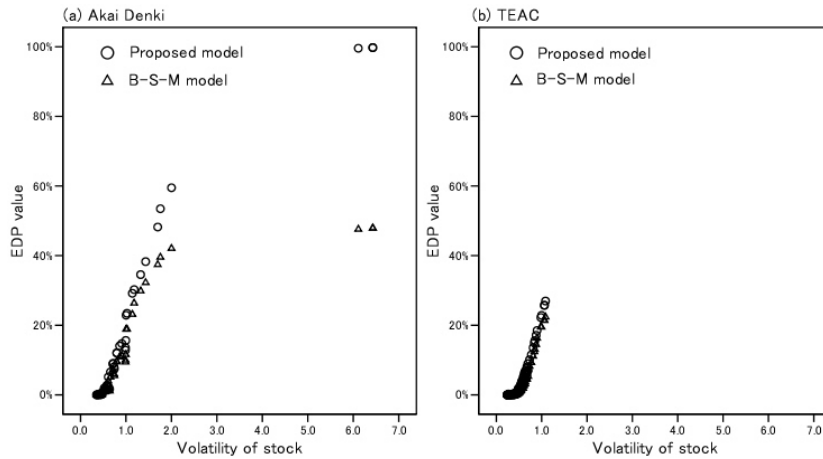 (a) Akai Denki
Proposed model
B-S-M model
100%
80%
60%
40%
20%
0%
EDP value
0.0 1.0 2.0 3.0 4.0 5.0 6.0 7.0
Volatility of stock
(b) TEAC
Proposed model
B-S-M model
100%
80%
60%
40%
20%
0%
EDP value
0.0 1.0 2.0 3.0 4.0 5.0 6.0 7.0
Volatility of stock